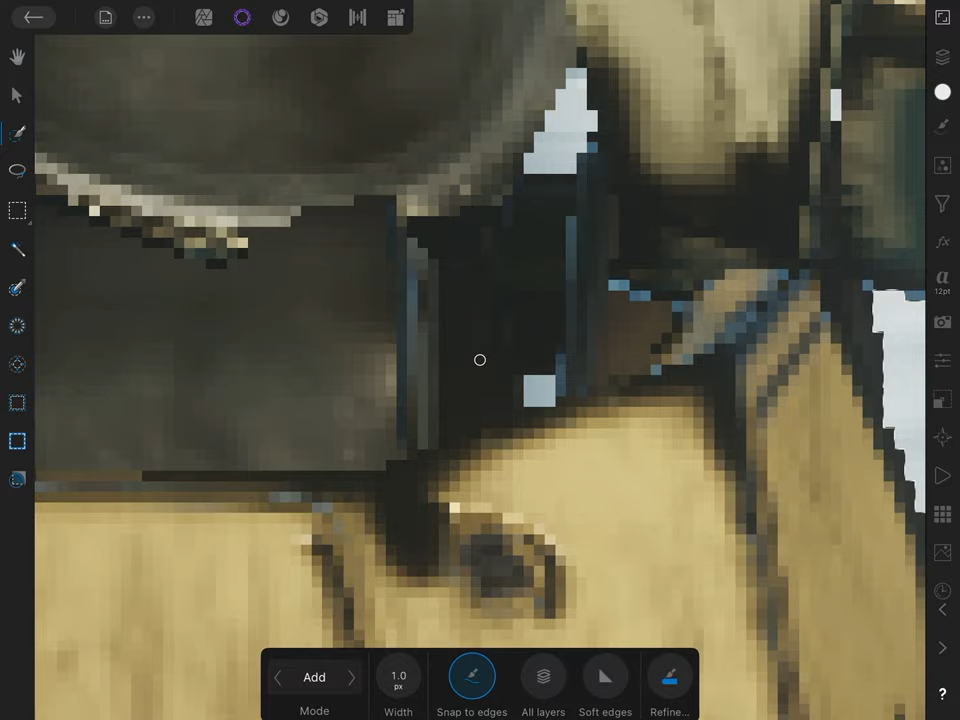 a
12pt
Add
1.0
px
Mode
Width
Snap to edges
All layers
Soft edges
Refine...
?